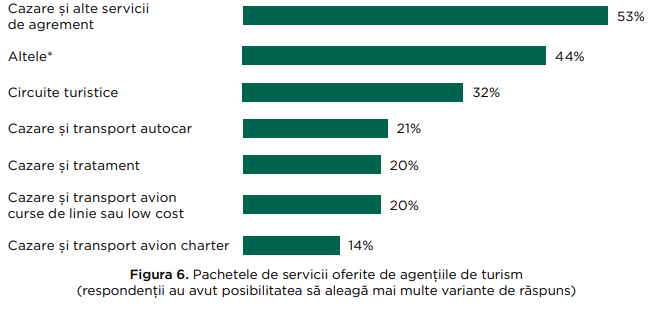 Cazare și alte servicii
de agrement
53%
Altele*
44%
Circuite turistice
32%
Cazare și transport autocar
21%
Cazare și tratament
20%
Cazare și transport avion
curse de linie sau low cost
20%
Cazare și transport avion charter
14%
Figura 6. Pachetele de servicii oferite de agențiile de turism
(respondenții au avut posibilitatea să aleagă mai multe variante de răspuns)